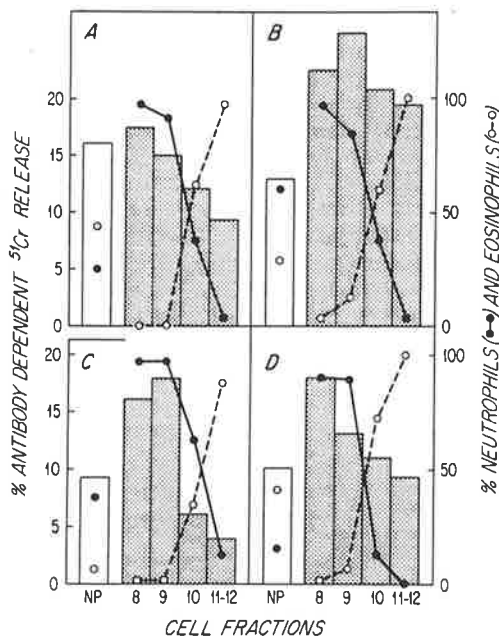 A
B
20
15
10
5
0
100
50
0
C
D
20
15
10
5
0
100
50
0
NP 8 9 10 11-12 NP 8 9 10 11-12
CELL FRACTIONS
% ANTIBODY DEPENDENT ⁵¹Cr RELEASE
% NEUTROPHILS (●-●) AND EOSINOPHILS (o-o)